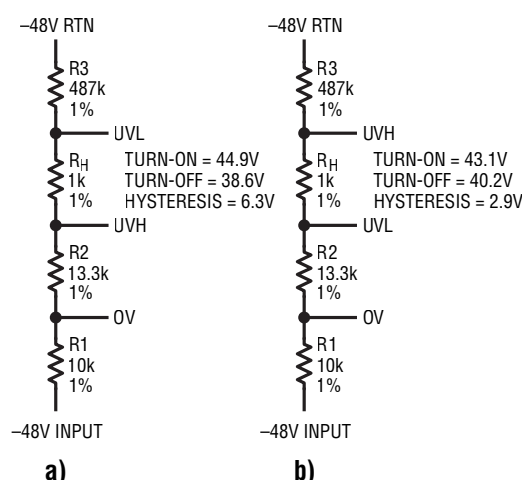 –48V RTN
R3
487k
1%
UVL
RH
1k
1%
TURN-ON = 44.9V
TURN-OFF = 38.6V
HYSTERESIS = 6.3V
UVH
R2
13.3k
1%
OV
R1
10k
1%
–48V INPUT
a)
–48V RTN
R3
487k
1%
UVH
RH
1k
1%
TURN-ON = 43.1V
TURN-OFF = 40.2V
HYSTERESIS = 2.9V
UVL
R2
13.3k
1%
OV
R1
10k
1%
–48V INPUT
b)